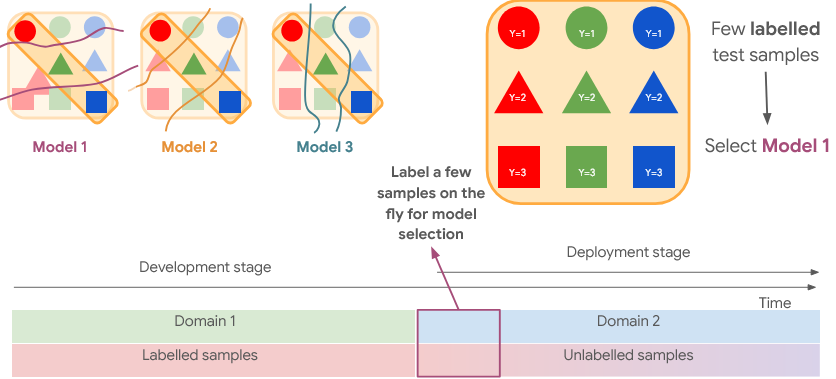 Model 1
Model 2
Model 3
Y=1 Y=1 Y=1
Y=2 Y=2 Y=2
Y=3 Y=3 Y=3
Few labelled
test samples
Select Model 1
Label a few
samples on the
fly for model
selection
Development stage
Deployment stage
Time
Domain 1
Domain 2
Labelled samples
Unlabelled samples